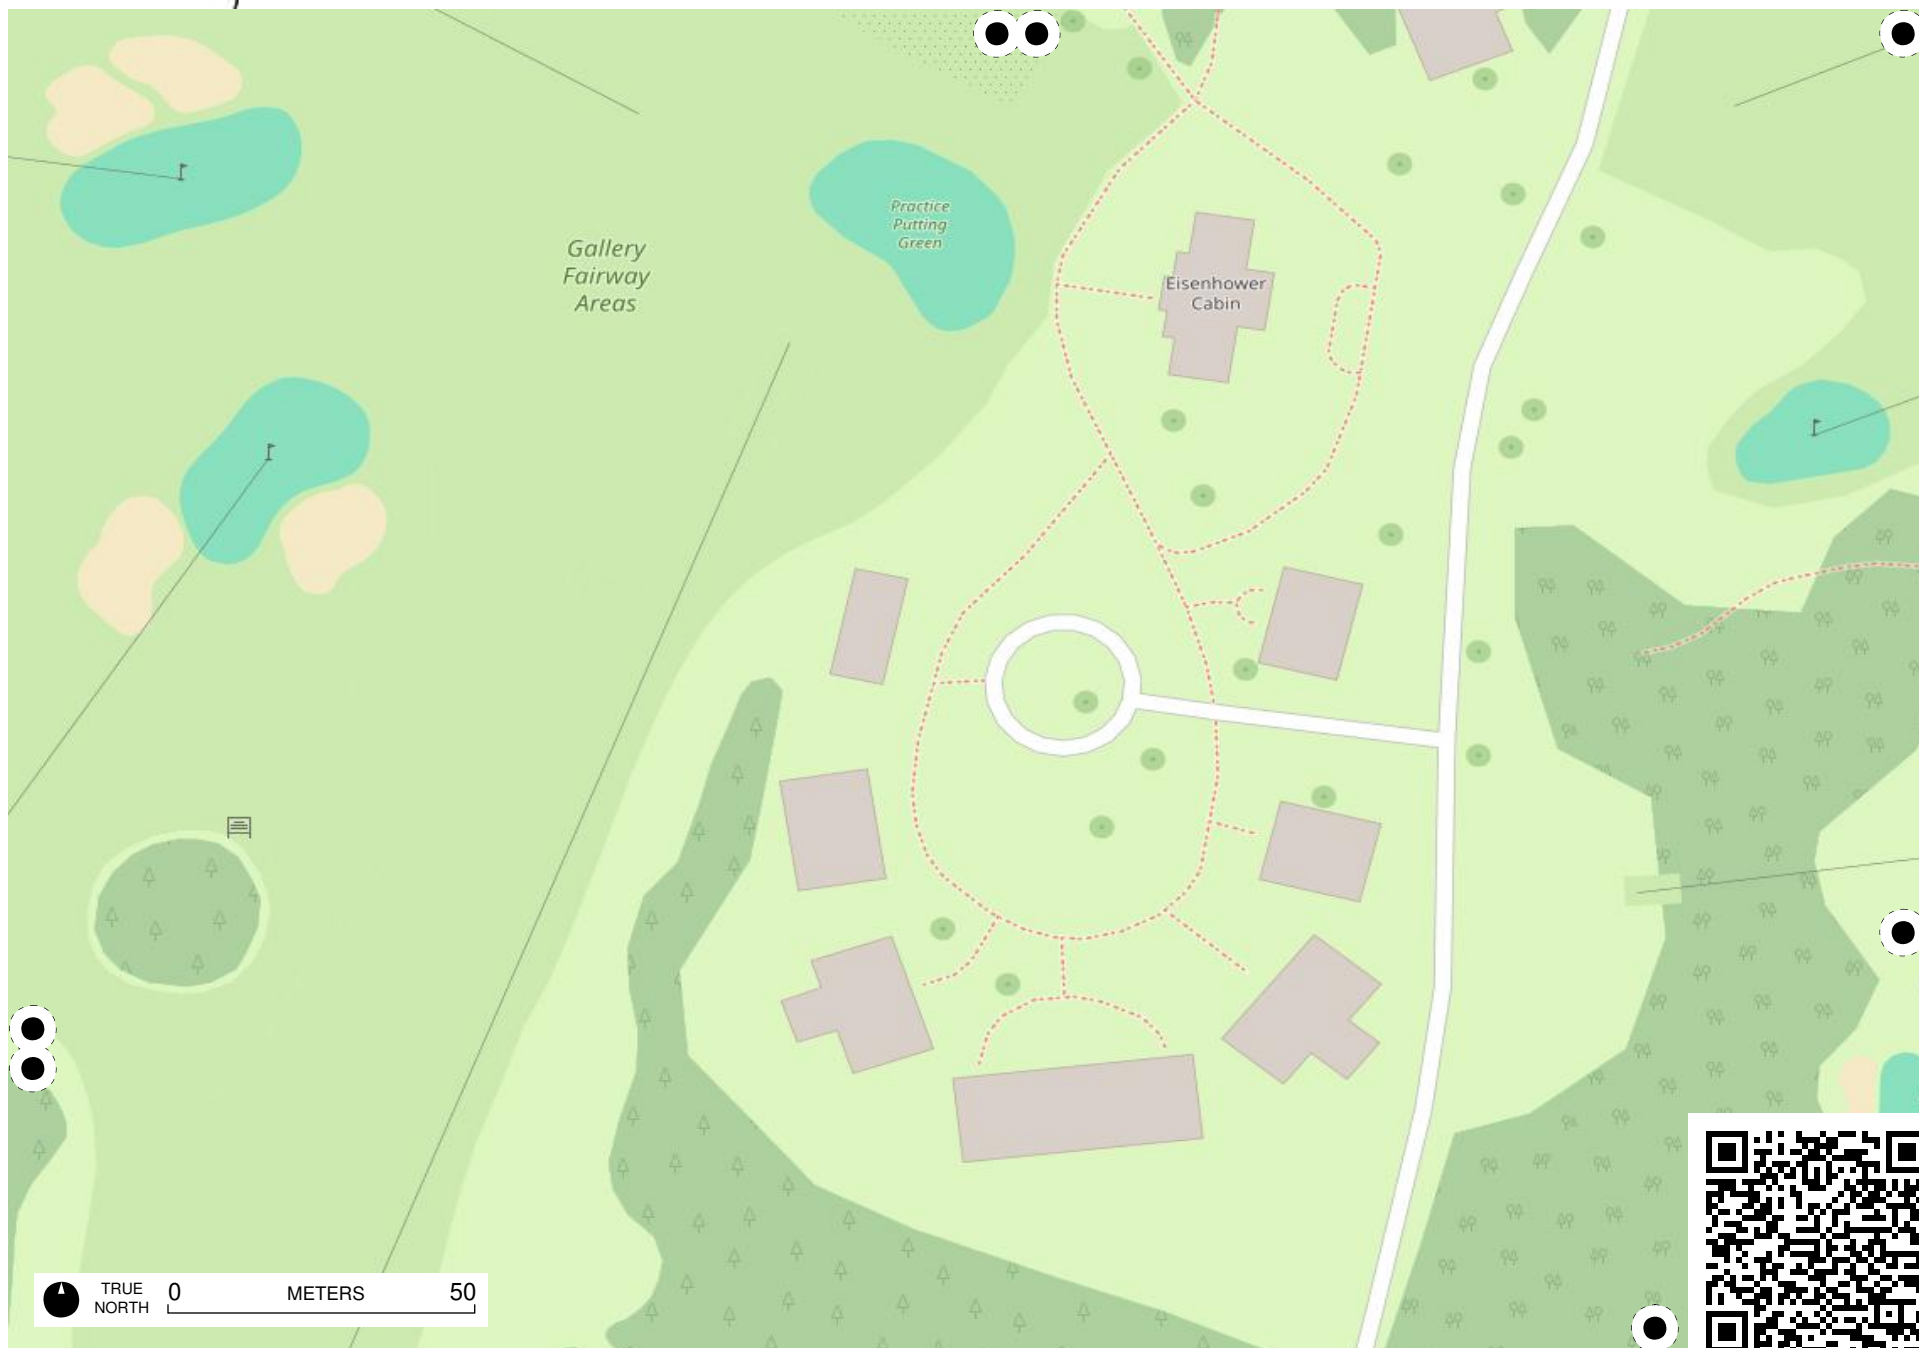 Practice
Putting
Green
Gallery
Fairway
Areas
Eisenhower
Cabin
TRUE
NORTH
0 METERS 50